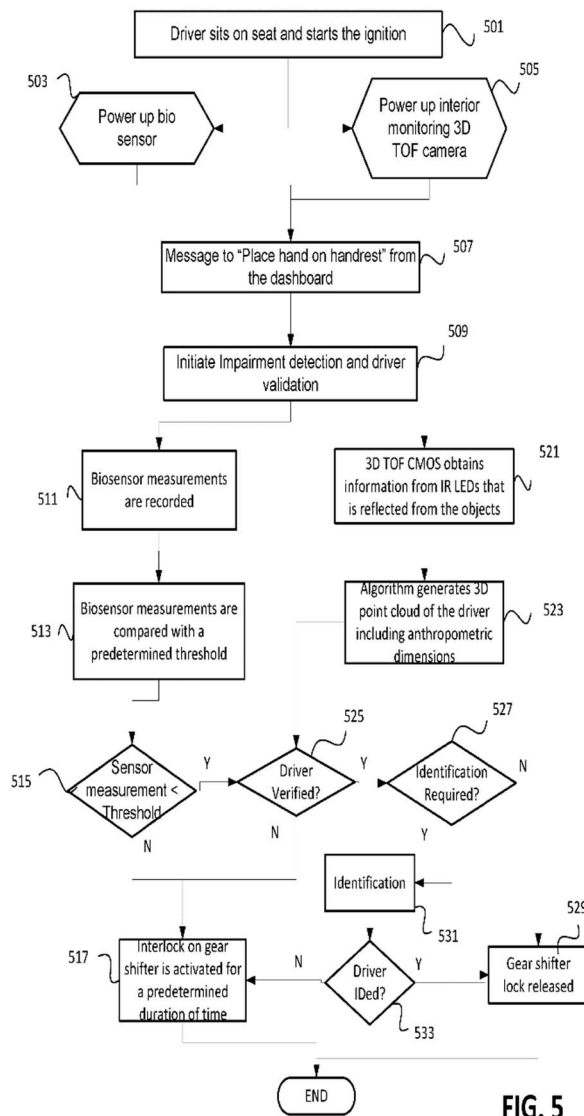 Driver sits on seat and starts the ignition
501
503
Power up bio
sensor
505
Power up interior
monitoring 3D
TOF camera
Message to “Place hand on handrest” from
the dashboard
507
509
Initiate Impairment detection and driver
validation
511
Biosensor measurements
are recorded
521
3D TOF CMOS obtains
information from IR LEDs that
is reflected from the objects
513
Biosensor measurements are
compared with a
predetermined threshold
Algorithm generates 3D
point cloud of the driver
including anthropometric
dimensions
523
515
Sensor
measurement <
Threshold
Y
N
525
Driver
Verified?
Y
N
527
Identification
Required?
N
Y
Identification
531
529
Gear shifter
lock released
517
Interlock on gear
shifter is activated for
a predetermined
duration of time
N
Driver
IDed?
Y
533
END
FIG. 5